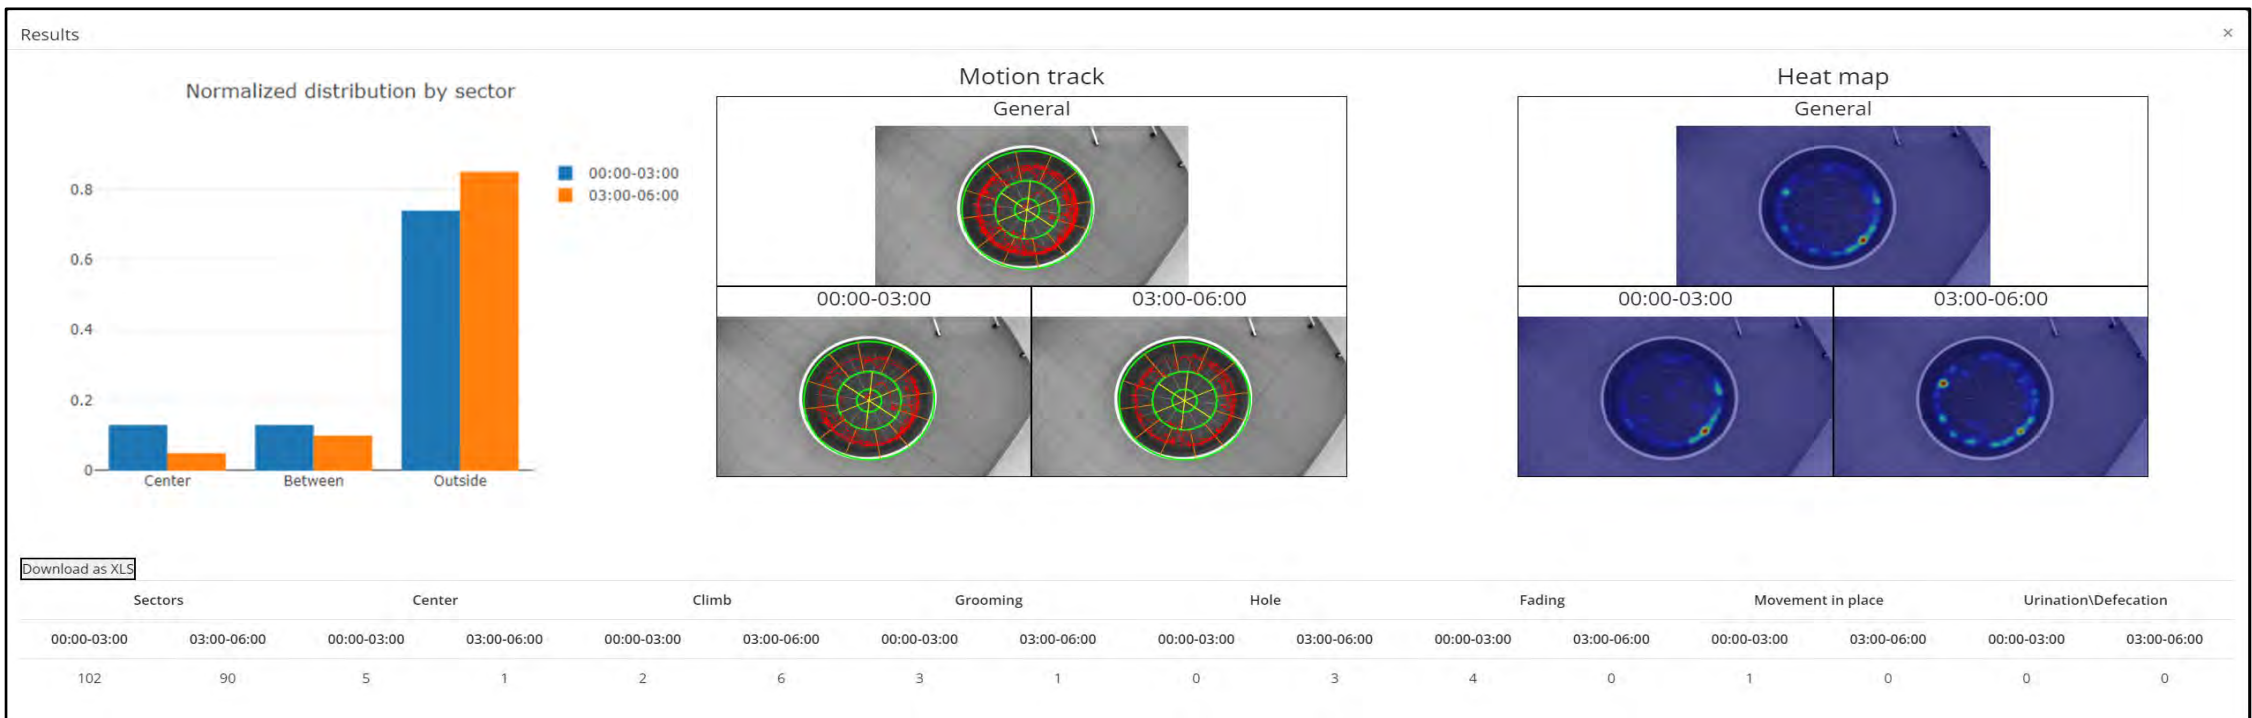 Results
×
Normalized distribution by sector
0.8
0.6
0.4
0.2
0
Center Between Outside
00:00-03:00
03:00-06:00
Motion track
General
00:00-03:00 03:00-06:00
Heat map
General
00:00-03:00 03:00-06:00
Download as XLS
Sectors Center Climb Grooming Hole Fading Movement in place Urination\Defecation
00:00-03:00 03:00-06:00 00:00-03:00 03:00-06:00 00:00-03:00 03:00-06:00 00:00-03:00 03:00-06:00 00:00-03:00 03:00-06:00 00:00-03:00 03:00-06:00 00:00-03:00 03:00-06:00 00:00-03:00 03:00-06:00
102 90 5 1 2 6 3 1 0 3 4 0 1 0 0 0